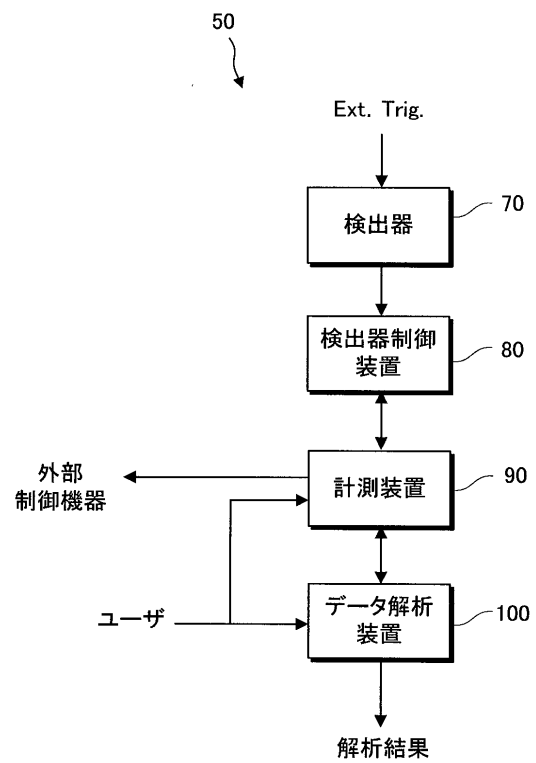 50
Ext. Trig.
検出器
70
検出器制御
装置
80
外部
制御機器
計測装置
90
ユーザ
データ解析
装置
100
解析結果